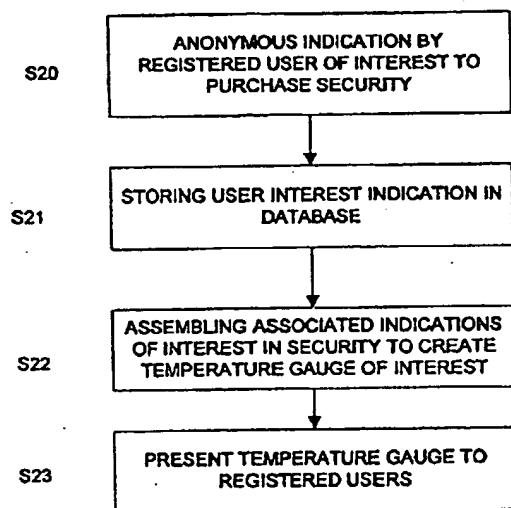 S20
ANONYMOUS INDICATION BY
REGISTERED USER OF INTEREST TO
PURCHASE SECURITY
S21
STORING USER INTEREST INDICATION IN
DATABASE
S22
ASSEMBLING ASSOCIATED INDICATIONS
OF INTEREST IN SECURITY TO CREATE
TEMPERATURE GAUGE OF INTEREST
S23
PRESENT TEMPERATURE GAUGE TO
REGISTERED USERS